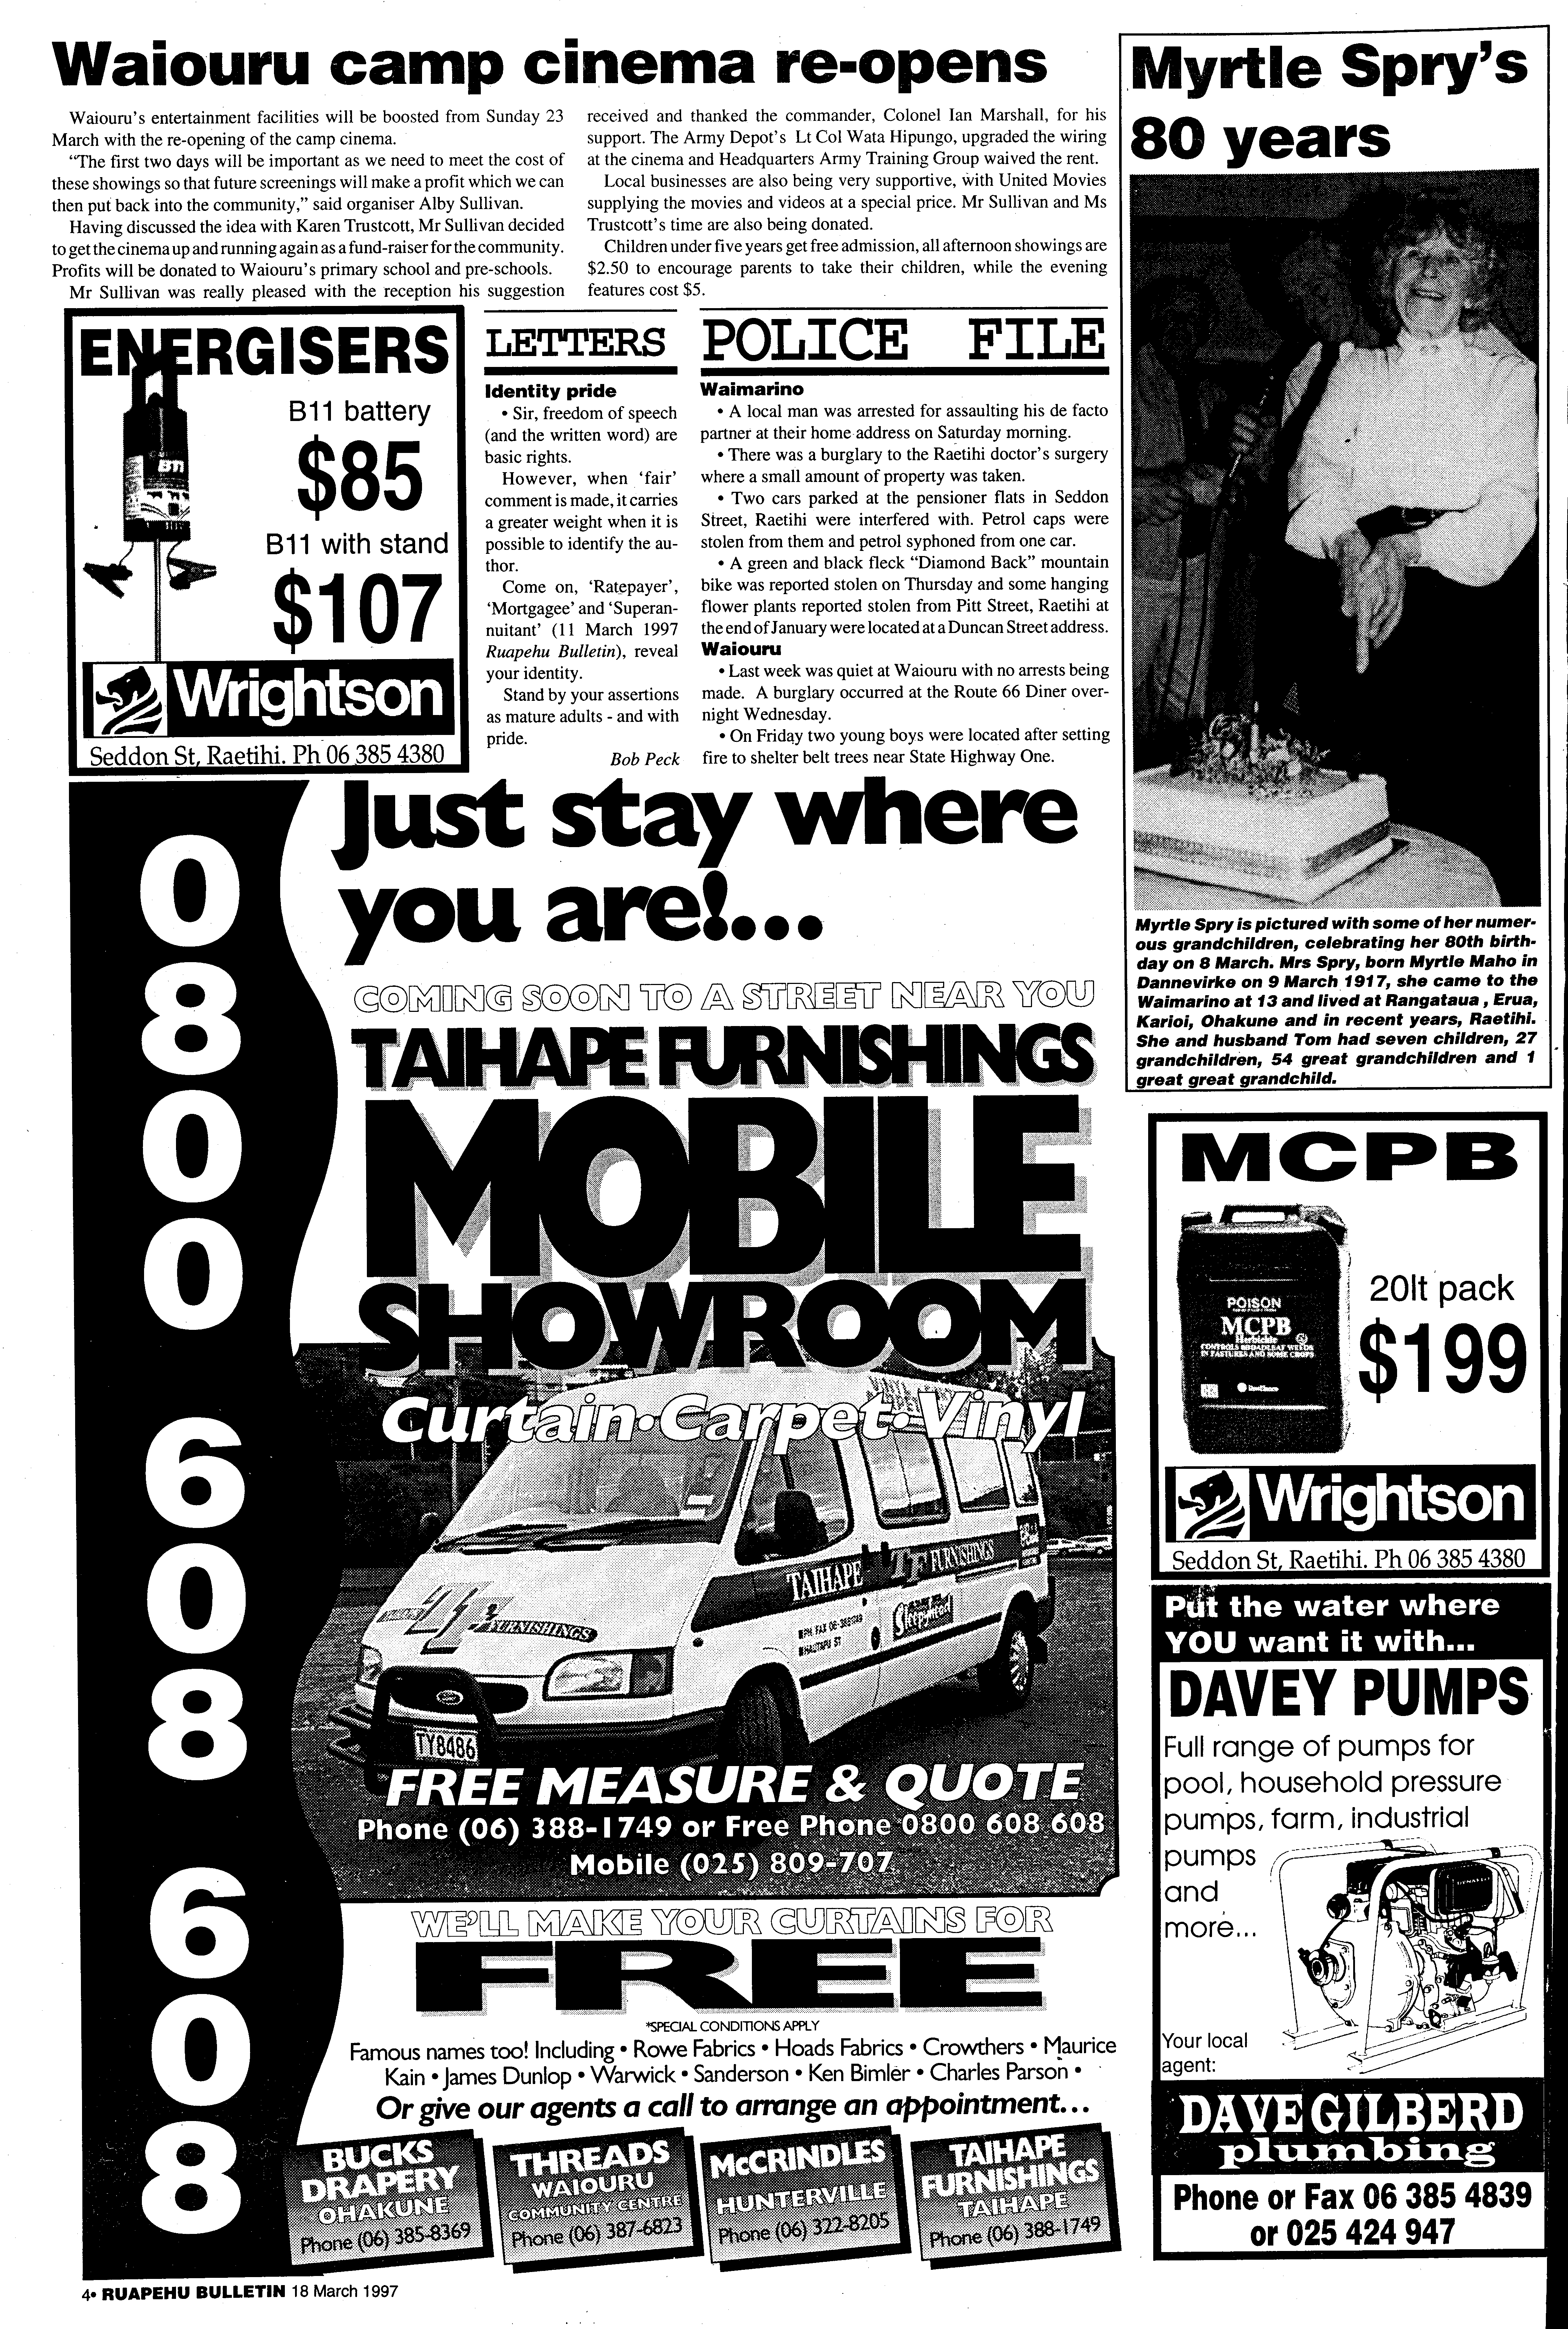 Waiouru camp cinema re-opens
Waiouru's entertainment facilities will be boosted from Sunday 23
March with the re-opening of the camp cinema.
"The first two days will be important as we need to meet the cost of
these showings so that future screenings will make a profit which we can
then put back into the community," said organiser Alby Sullivan.
Having discussed the idea with Karen Trustcott, Mr Sullivan decided
to get the cinema up and running again as a fund-raiser for the community.
Profits will be donated to Waiouru's primary school and pre-schools.
Mr Sullivan was really pleased with the reception his suggestion
received and thanked the commander, Colonel Ian Marshall, for his
support. The Army Depot's Lt Col Wata Hipungo, upgraded the wiring
at the cinema and Headquarters Army Training Group waived the rent.
Local businesses are also being very supportive, with United Movies
supplying the movies and videos at a special price. Mr Sullivan and Ms
Trustcott's time are also being donated.
Children under five years get free admission, all afternoon showings are
$2.50 to encourage parents to take their children, while the evening
features cost $5.
ENERGISERS
B11 battery
$85
B11 with stand
$107
B11
Wrightson
Seddon St, Raetihi. Ph 06 385 4380
LETTERS
Identity pride
• Sir, freedom of speech
(and the written word) are
basic rights.
However, when 'fair'
comment is made, it carries
a greater weight when it is
possible to identify the au-
thor.
Come on, 'Ratepayer',
'Mortgagee' and 'Superan-
nuitant' (11 March 1997
Ruapehu Bulletin), reveal
your identity.
Stand by your assertions
as mature adults - and with
pride.
Bob Peck
POLICE FILE
Waimarino
• A local man was arrested for assaulting his de facto
partner at their home address on Saturday morning.
• There was a burglary to the Raetihi doctor's surgery
where a small amount of property was taken.
• Two cars parked at the pensioner flats in Seddon
Street, Raetihi were interfered with. Petrol caps were
stolen from them and petrol syphoned from one car.
• A green and black fleck "Diamond Back" mountain
bike was reported stolen on Thursday and some hanging
flower plants reported stolen from Pitt Street, Raetihi at
the end of January were located at a Duncan Street address.
Waiouru
• Last week was quiet at Waiouru with no arrests being
made. A burglary occurred at the Route 66 Diner over-
night Wednesday.
• On Friday two young boys were located after setting
fire to shelter belt trees near State Highway One.
Myrtle Spry's
80 years
Myrtle Spry is pictured with some of her numer-
ous grandchildren, celebrating her 80th birth-
day on 8 March. Mrs Spry, born Myrtle Maho in
Dannevirke on 9 March 1917, she came to the
Waimarino at 13 and lived at Rangataua , Erua,
Karioi, Ohakune and in recent years, Raetihi.
She and husband Tom had seven children, 27
grandchildren, 54 great grandchildren and 1
great great grandchild.
0800 608 608
Just stay where
you are!...
COMING SOON TO A STREET NEAR YOU
TAIHAPE FURNISHINGS
MOBILE
SHOWROOM
Curtain•Carpet•Vinyl
TAIHAPE TF FURNISHINGS
Sleepyhead
PH FAX 06-3881749
HAUTAPU ST
TF FURNISHINGS
Ford
TY8486
FREE MEASURE & QUOTE
Phone (06) 388-1749 or Free Phone 0800 608 608
Mobile (025) 809-707
WE'LL MAKE YOUR CURTAINS FOR
FREE
*SPECIAL CONDITIONS APPLY
Famous names too! Including • Rowe Fabrics • Hoads Fabrics • Crowthers • Maurice
Kain • James Dunlop • Warwick • Sanderson • Ken Bimler • Charles Parson •
Or give our agents a call to arrange an appointment...
BUCKS
DRAPERY
OHAKUNE
Phone (06) 385-8369
THREADS
WAIOURU
COMMUNITY CENTRE
Phone (06) 387-6823
McCRINDLES
HUNTERVILLE
Phone (06) 322-8205
TAIHAPE
FURNISHINGS
TAIHAPE
Phone (06) 388-1749
MCPB
POISON
MCPB
Herbicide
CONTROLS BROADLEAF WEEDS
IN PASTURES AND SOME CROPS
20lt pack
$199
Wrightson
Seddon St, Raetihi. Ph 06 385 4380
Put the water where
YOU want it with...
DAVEY PUMPS
Full range of pumps for
pool, household pressure
pumps, farm, industrial
pumps
and
more...
Your local
agent:
DAVE GILBERD
plumbing
Phone or Fax 06 385 4839
or 025 424 947
4• RUAPEHU BULLETIN 18 March 1997